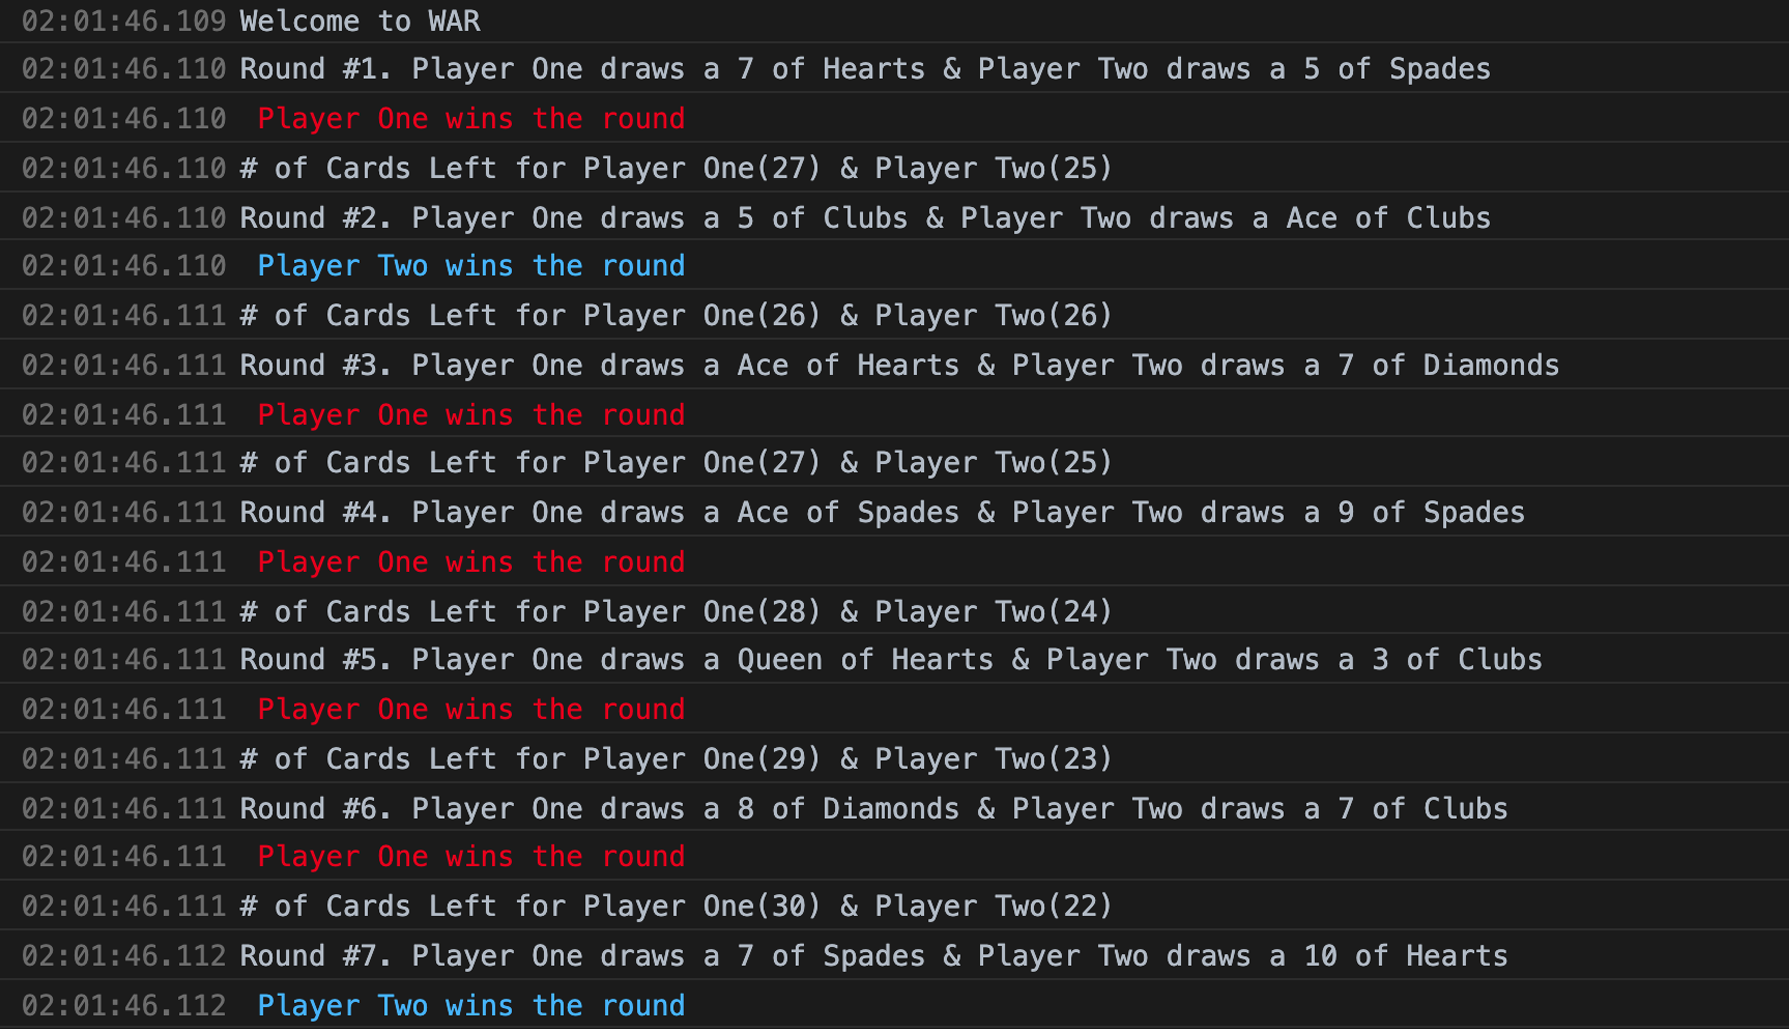 02:01:46.109 Welcome to WAR
02:01:46.110 Round #1. Player One draws a 7 of Hearts & Player Two draws a 5 of Spades
02:01:46.110 Player One wins the round
02:01:46.110 # of Cards Left for Player One(27) & Player Two(25)
02:01:46.110 Round #2. Player One draws a 5 of Clubs & Player Two draws a Ace of Clubs
02:01:46.110 Player Two wins the round
02:01:46.111 # of Cards Left for Player One(26) & Player Two(26)
02:01:46.111 Round #3. Player One draws a Ace of Hearts & Player Two draws a 7 of Diamonds
02:01:46.111 Player One wins the round
02:01:46.111 # of Cards Left for Player One(27) & Player Two(25)
02:01:46.111 Round #4. Player One draws a Ace of Spades & Player Two draws a 9 of Spades
02:01:46.111 Player One wins the round
02:01:46.111 # of Cards Left for Player One(28) & Player Two(24)
02:01:46.111 Round #5. Player One draws a Queen of Hearts & Player Two draws a 3 of Clubs
02:01:46.111 Player One wins the round
02:01:46.111 # of Cards Left for Player One(29) & Player Two(23)
02:01:46.111 Round #6. Player One draws a 8 of Diamonds & Player Two draws a 7 of Clubs
02:01:46.111 Player One wins the round
02:01:46.111 # of Cards Left for Player One(30) & Player Two(22)
02:01:46.112 Round #7. Player One draws a 7 of Spades & Player Two draws a 10 of Hearts
02:01:46.112 Player Two wins the round